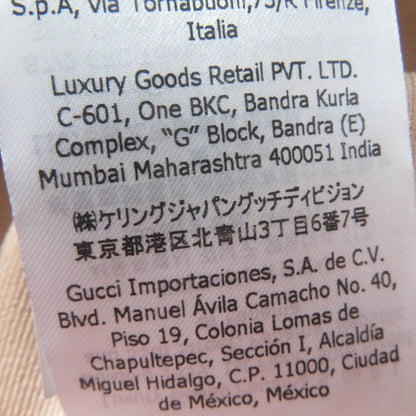 S.p.A, Via Tornabuoni,73/R Firenze,
Italia
Luxury Goods Retail PVT. LTD.
C-601, One BKC, Bandra Kurla
Complex, “G” Block, Bandra (E)
Mumbai Maharashtra 400051 India
㈱ケリングジャパングッチディビジョン
東京都港区北青山3丁目6番7号
Gucci Importaciones, S.A. de C.V.
Blvd. Manuel Ávila Camacho No. 40,
Piso 19, Colonia Lomas de
Chapultepec, Sección I, Alcaldía
Miguel Hidalgo, C.P. 11000, Ciudad
de México, México